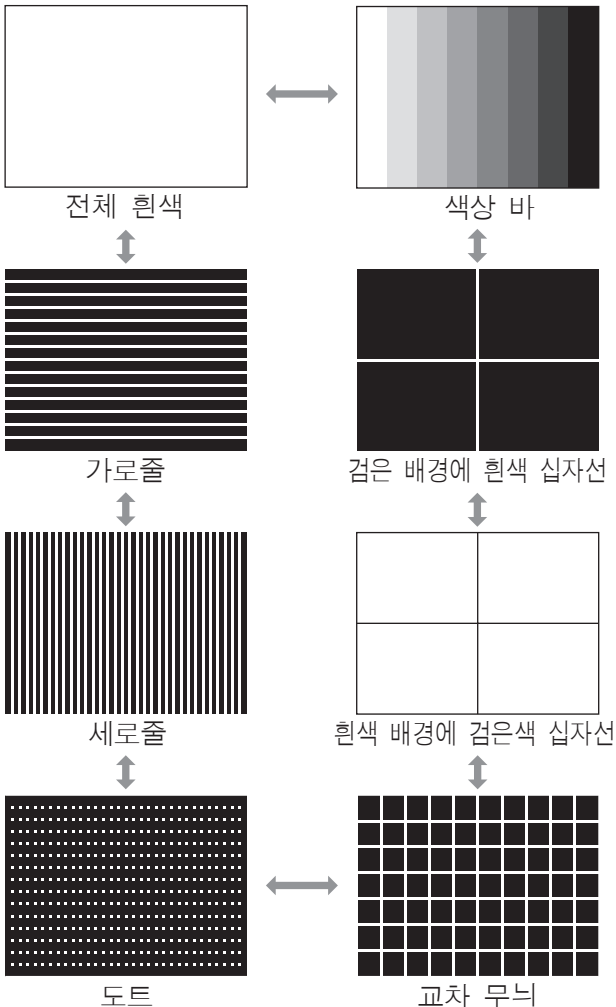 전체 흰색
색상 바
가로줄
검은 배경에 흰색 십자선
세로줄
흰색 배경에 검은색 십자선
도트
교차 무늬